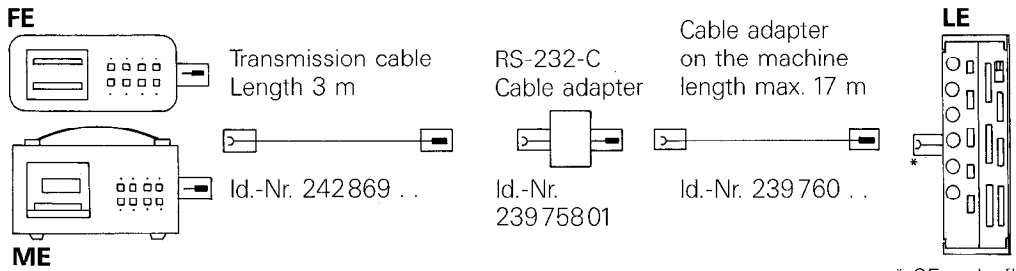 FE
Transmission cable
Length 3 m
Id.-Nr. 242869 . .
ME
RS-232-C
Cable adapter
Id.-Nr.
23975801
Cable adapter
on the machine
length max. 17 m
Id.-Nr. 239760 . .
LE
*